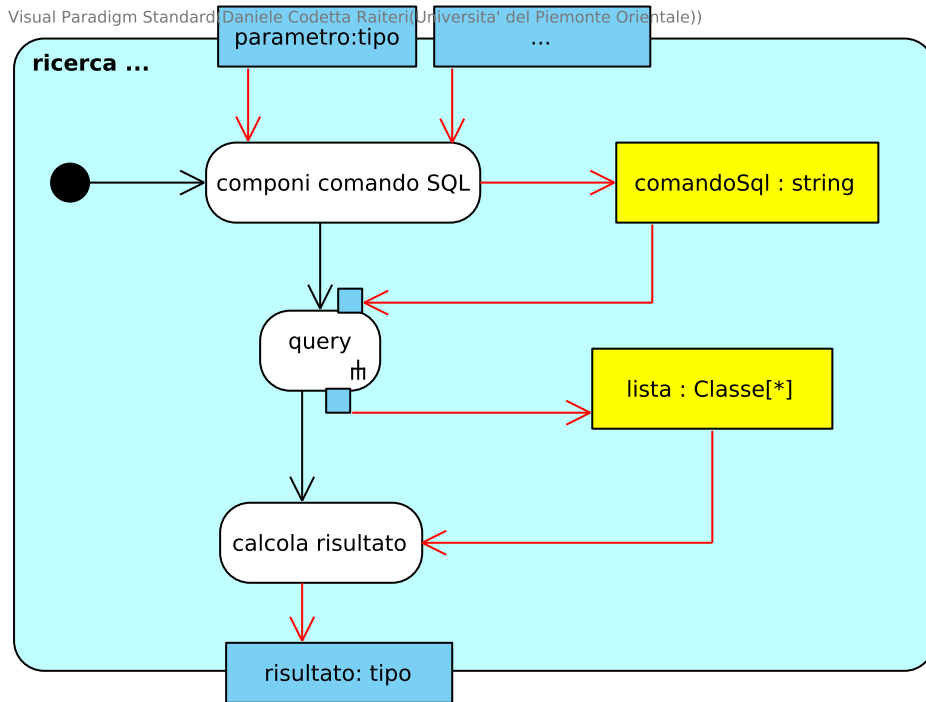 Visual Paradigm Standard(Daniele Codetta Raiteri(Universita' del Piemonte Orientale))
parametro:tipo
...
ricerca ...
componi comando SQL
comandoSql : string
query
lista : Classe[*]
calcola risultato
risultato: tipo